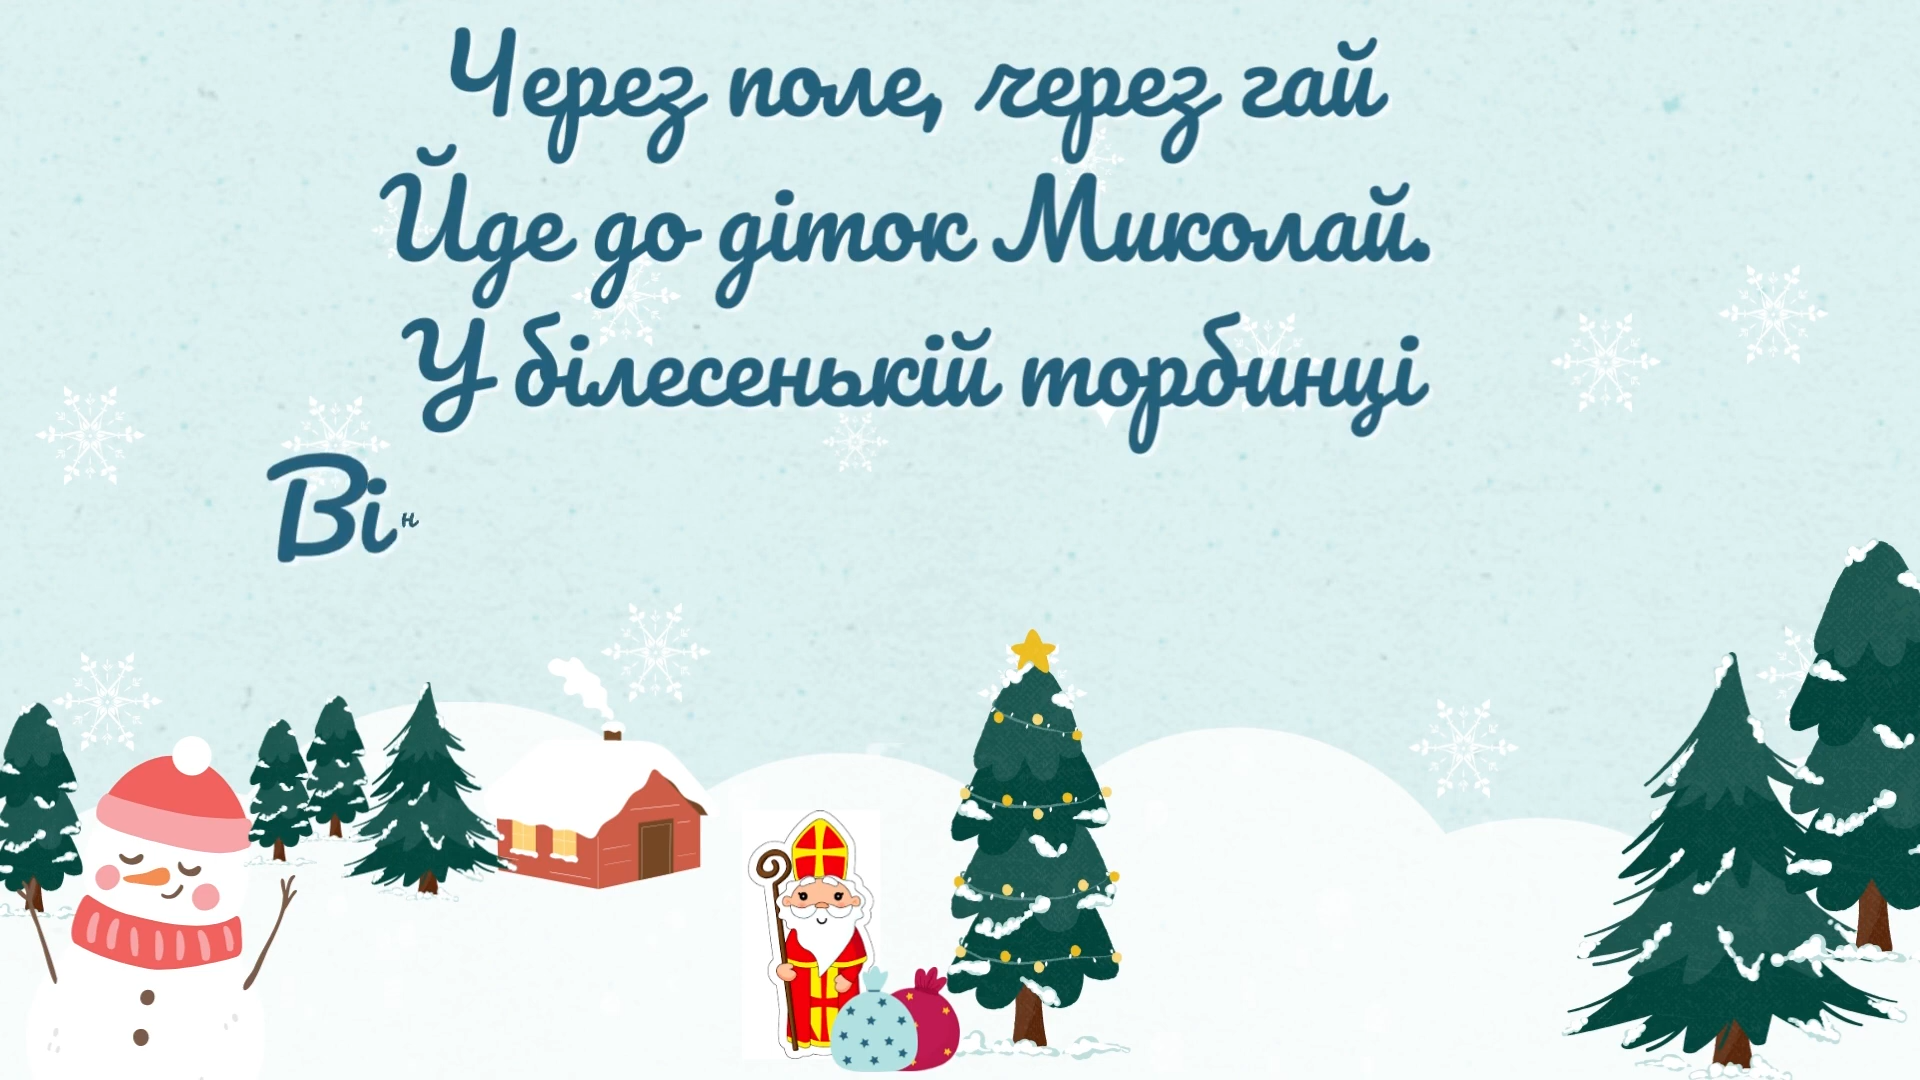 Через поле, через гай
Йде до діток Миколай.
У білесенькій торбинці
Він